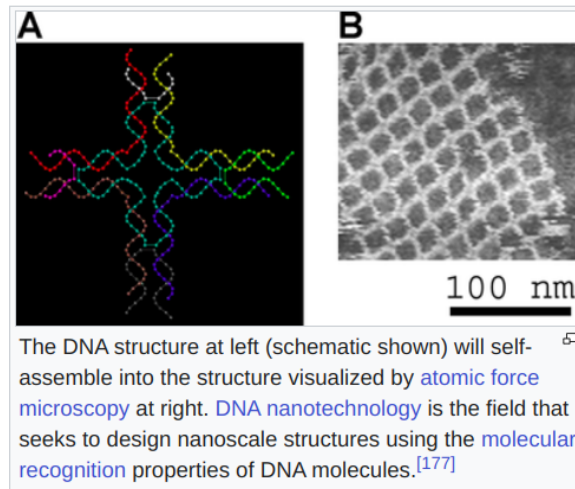 A
B
100 nm
The DNA structure at left (schematic shown) will self-
assemble into the structure visualized by atomic force
microscopy at right. DNA nanotechnology is the field that
seeks to design nanoscale structures using the molecular
recognition properties of DNA molecules.[177]